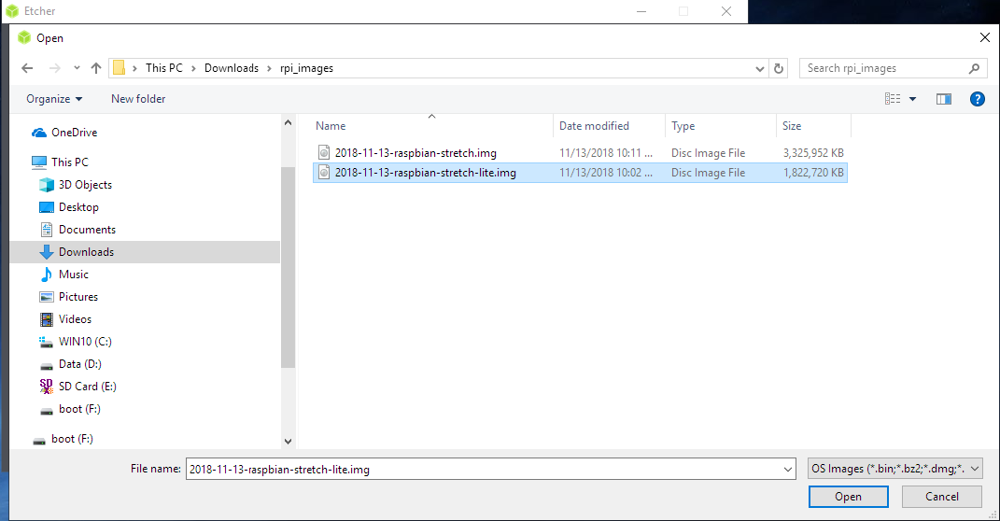 Etcher
Open
This PC Downloads rpi_images
Search rpi_images
Organize New folder
?
OneDrive
This PC
3D Objects
Desktop
Documents
Downloads
Music
Pictures
Videos
WIN10 (C:)
Data (D:)
SD Card (E:)
boot (F:)
boot (F:)
Name Date modified Type Size
2018-11-13-raspbian-stretch.img 11/13/2018 10:11 ... Disc Image File 3,325,952 KB
2018-11-13-raspbian-stretch-lite.img 11/13/2018 10:02 ... Disc Image File 1,822,720 KB
File name: 2018-11-13-raspbian-stretch-lite.img OS Images (*.bin;*.bz2;*.dmg;*.
Open Cancel